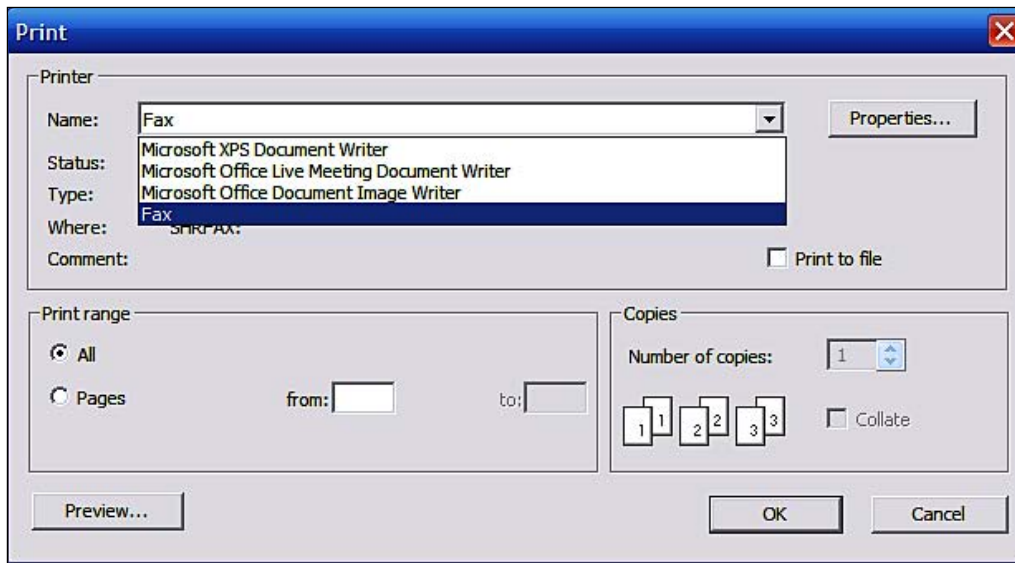 Print
Printer
Name:
Fax
Properties...
Microsoft XPS Document Writer
Microsoft Office Live Meeting Document Writer
Microsoft Office Document Image Writer
Fax
Status:
Type:
Where:
SHRFAX:
Comment:
Print to file
Print range
All
Pages
from:
to:
Copies
Number of copies:
1
1 1 2 2 3 3
Collate
Preview...
OK
Cancel